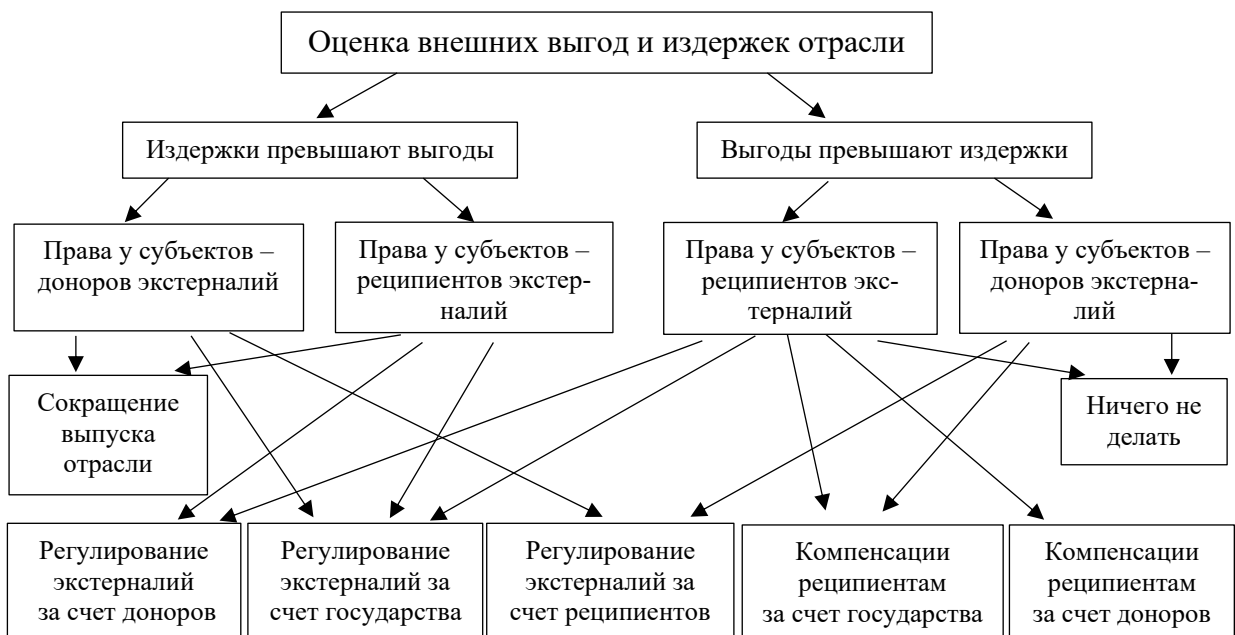 Оценка внешних выгод и издержек отрасли
Издержки превышают выгоды
Выгоды превышают издержки
Права у субъектов –
доноров экстерналий
Права у субъектов –
реципиентов экстер-
налий
Права у субъектов –
реципиентов экс-
терналий
Права у субъектов –
доноров экстерна-
лий
Сокращение
выпуска
отрасли
Ничего не
делать
Регулирование
экстерналий
за счет доноров
Регулирование
экстерналий за
счет государства
Регулирование
экстерналий за
счет реципиентов
Компенсации
реципиентам
за счет государства
Компенсации
реципиентам
за счет доноров